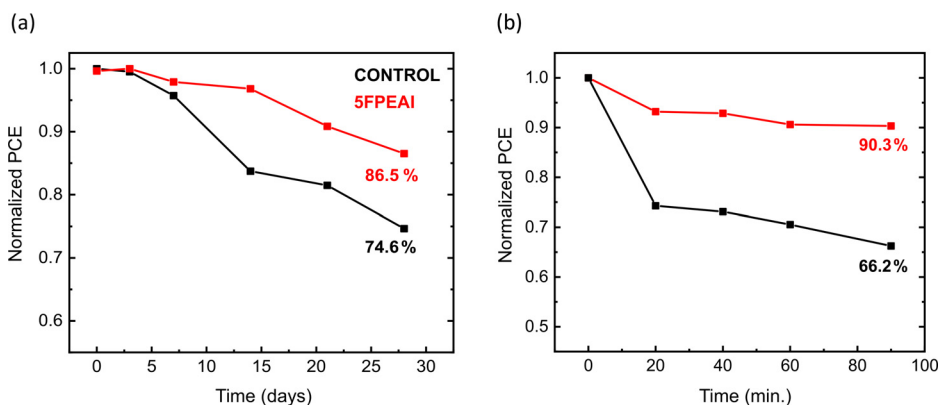 (a)
Normalized PCE
1.0
0.9
0.8
0.7
0.6
CONTROL
5FPEAI
86.5 %
74.6 %
0 5 10 15 20 25 30
Time (days)
(b)
Normalized PCE
1.0
0.9
0.8
0.7
0.6
0.5
90.3 %
66.2 %
0 20 40 60 80 100
Time (min.)